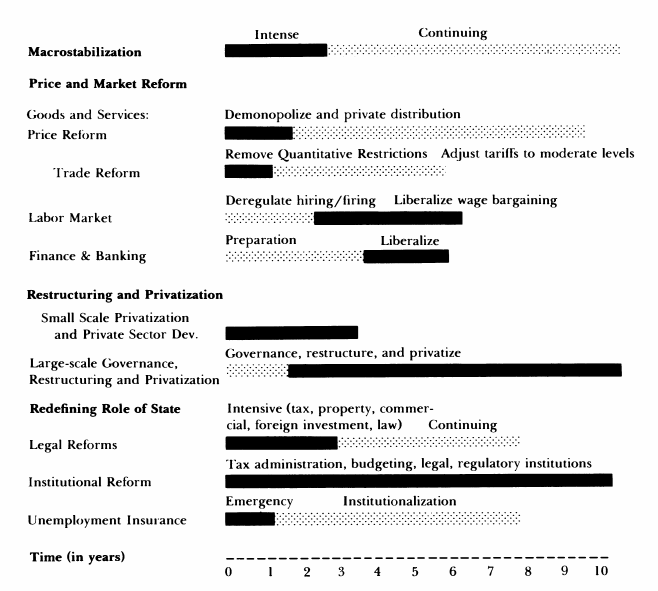 Intense Continuing
Macrostabilization
Price and Market Reform
Goods and Services: Demonopolize and private distribution
Price Reform
Remove Quantitative Restrictions Adjust tariffs to moderate levels
Trade Reform
Deregulate hiring/firing Liberalize wage bargaining
Labor Market
Preparation Liberalize
Finance & Banking
Restructuring and Privatization
Small Scale Privatization
and Private Sector Dev.
Governance, restructure, and privatize
Large-scale Governance,
Restructuring and Privatization
Redefining Role of State Intensive (tax, property, commer-
cial, foreign investment, law) Continuing
Legal Reforms
Tax administration, budgeting, legal, regulatory institutions
Institutional Reform
Emergency Institutionalization
Unemployment Insurance
Time (in years)
0 1 2 3 4 5 6 7 8 9 10